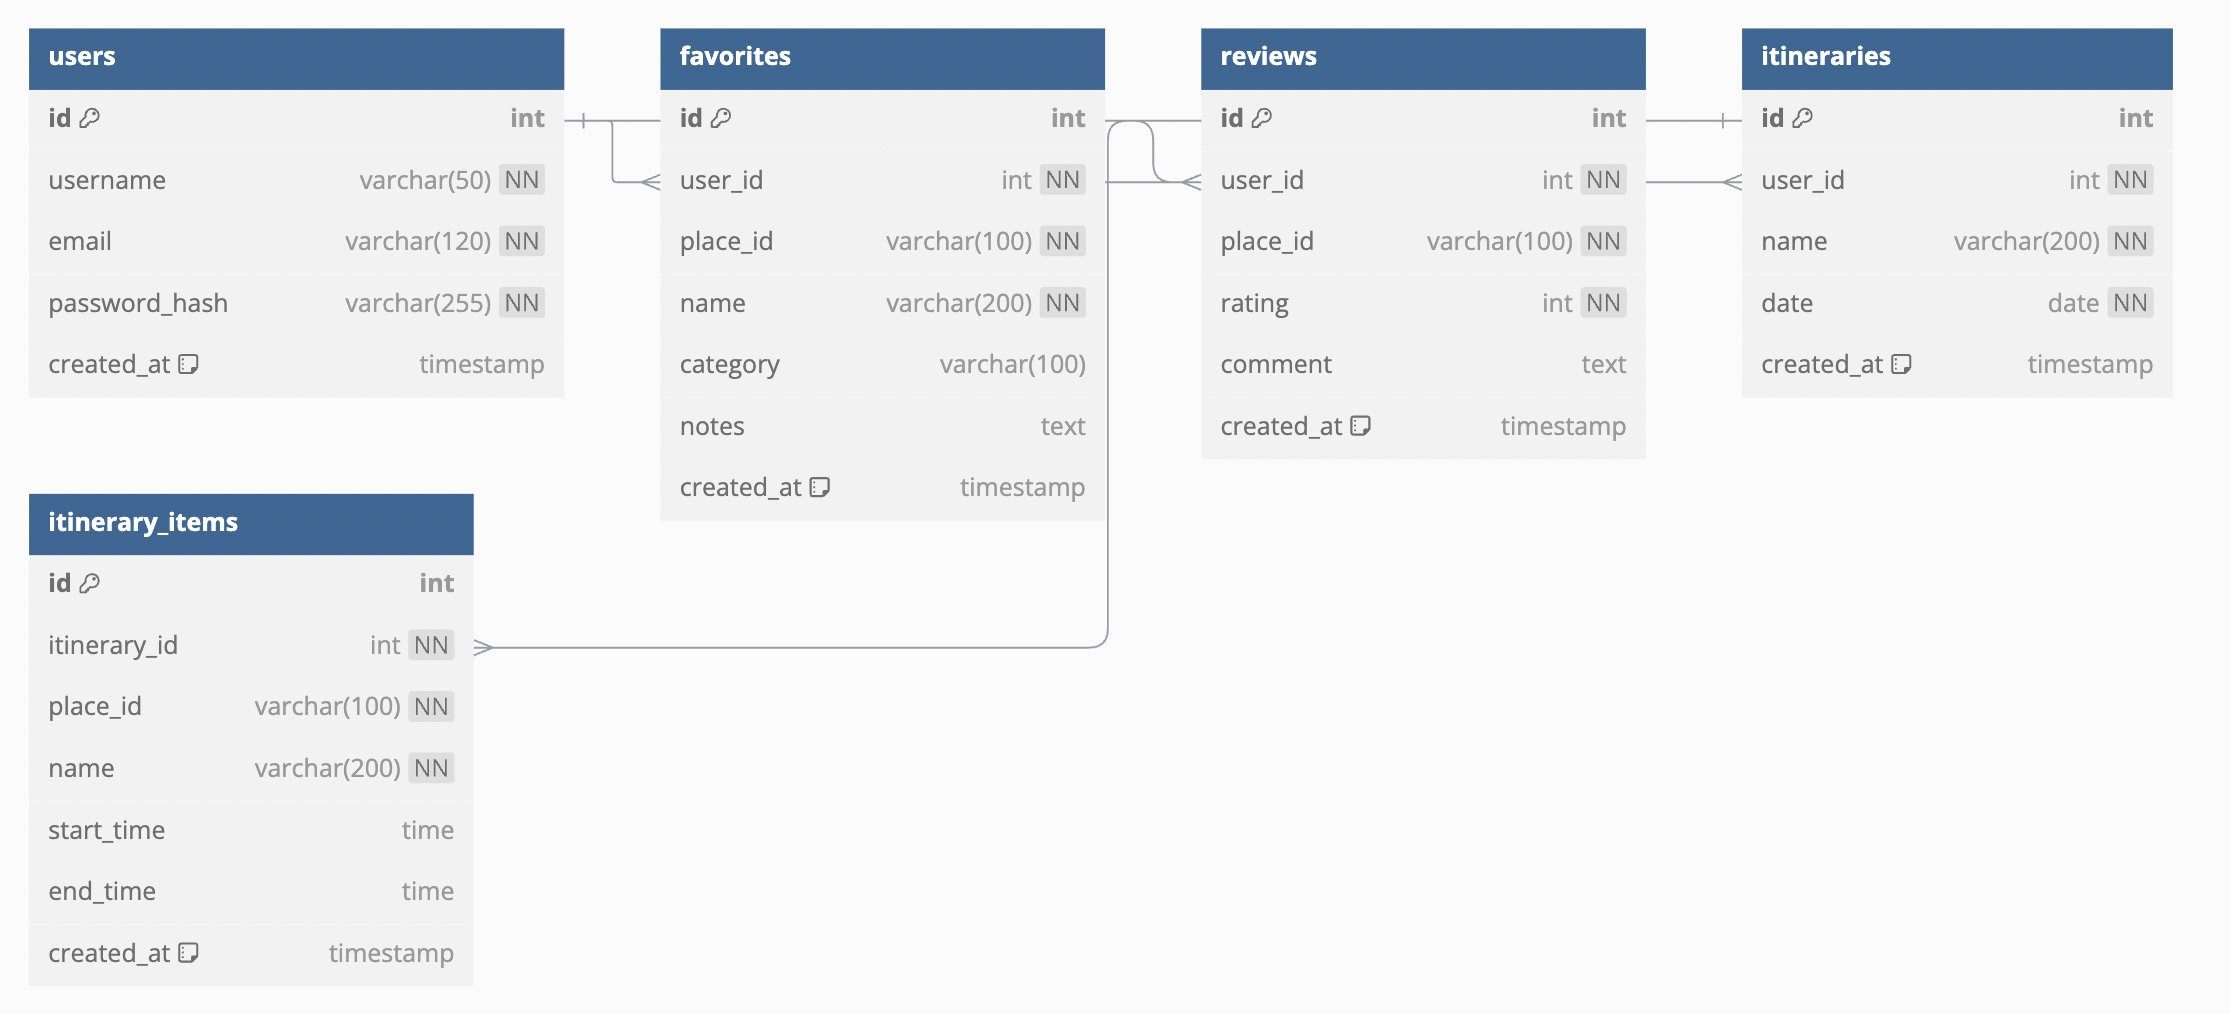 users
id int
username varchar(50) NN
email varchar(120) NN
password_hash varchar(255) NN
created_at timestamp
favorites
id int
user_id int NN
place_id varchar(100) NN
name varchar(200) NN
category varchar(100)
notes text
created_at timestamp
reviews
id int
user_id int NN
place_id varchar(100) NN
rating int NN
comment text
created_at timestamp
itineraries
id int
user_id int NN
name varchar(200) NN
date date NN
created_at timestamp
itinerary_items
id int
itinerary_id int NN
place_id varchar(100) NN
name varchar(200) NN
start_time time
end_time time
created_at timestamp